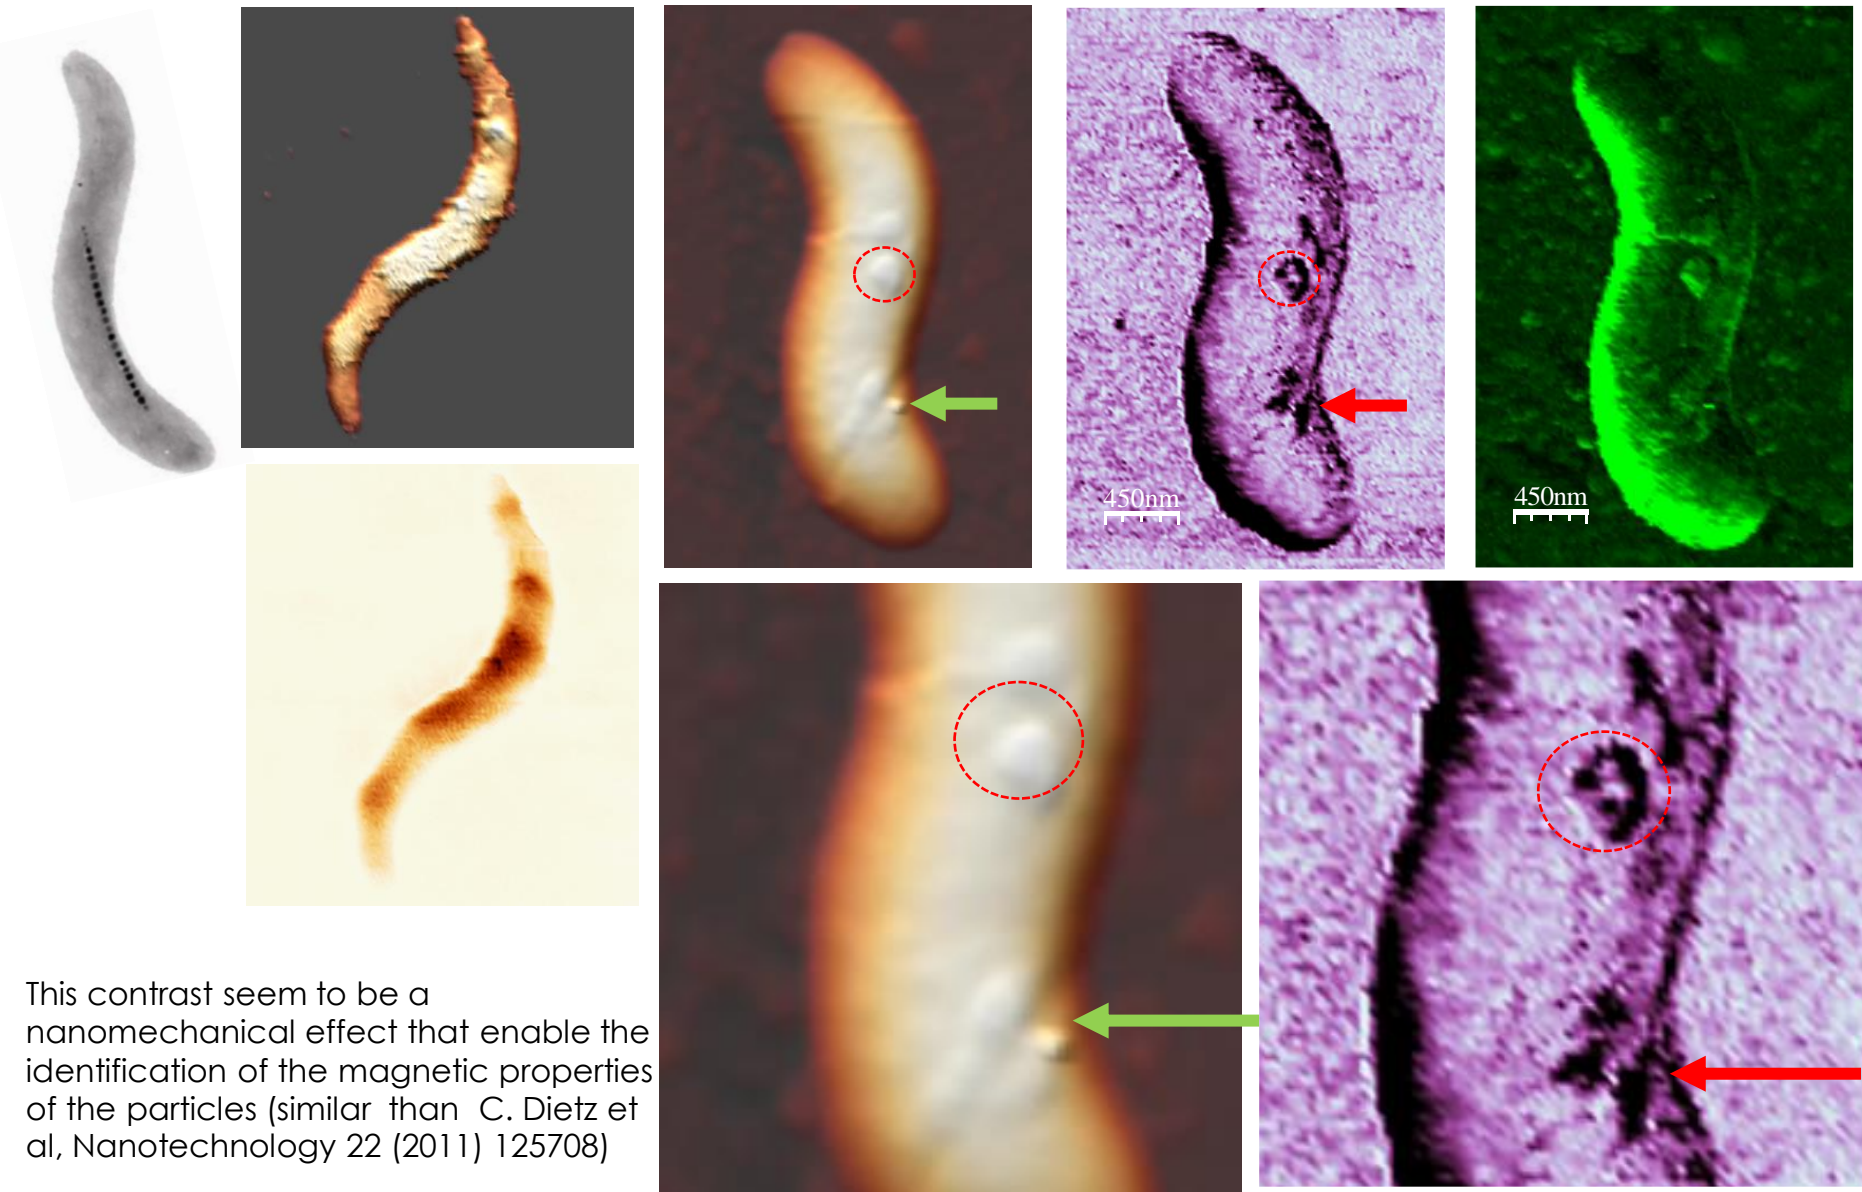 450nm
450nm
This contrast seem to be a
nanomechanical effect that enable the
identification of the magnetic properties
of the particles (similar than C. Dietz et
al, Nanotechnology 22 (2011) 125708)